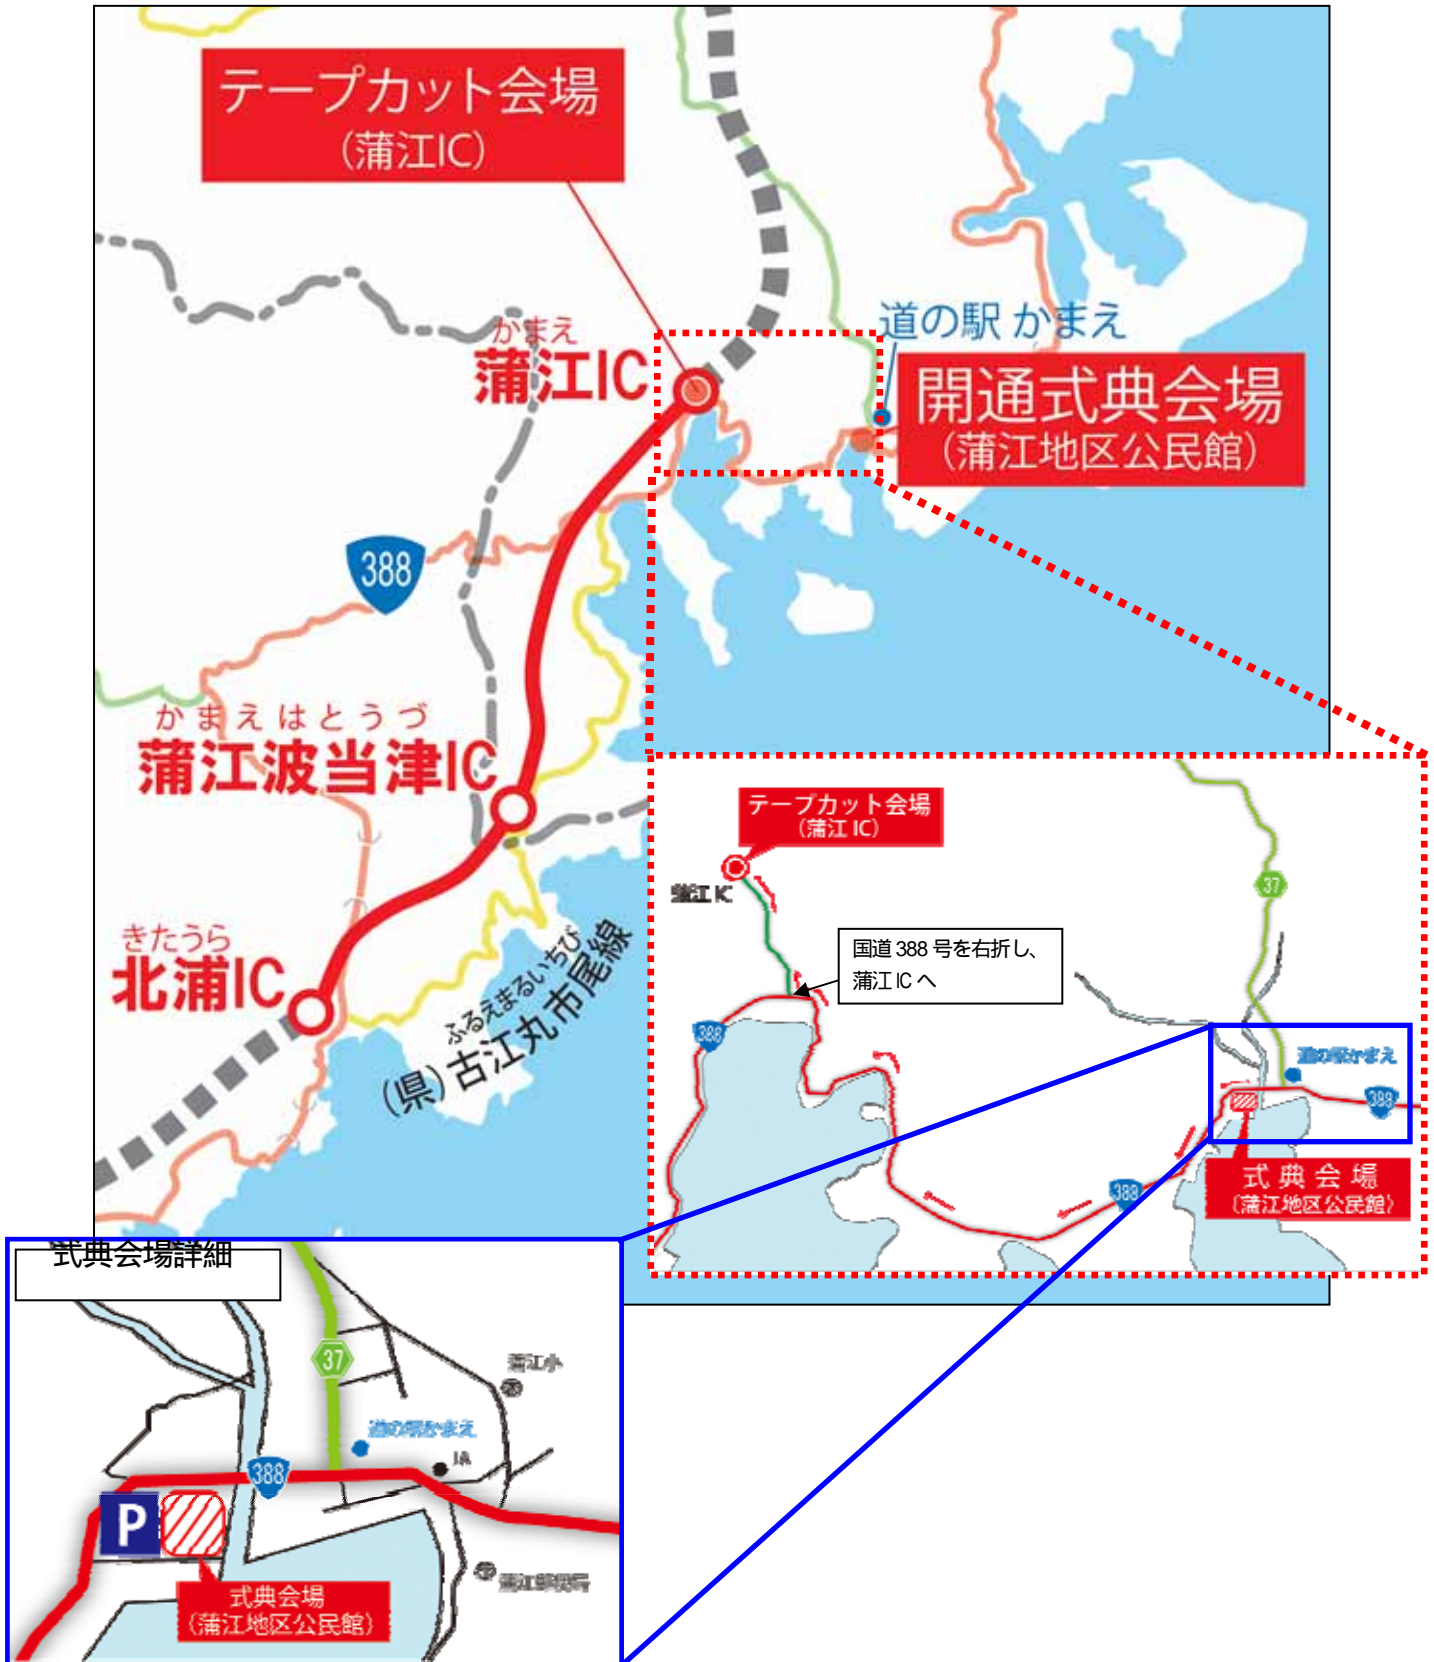 テープカット会場
(蒲江IC)
道の駅 かまえ
かまえ
蒲江IC
開通式典会場
(蒲江地区公民館)
388
かまえはとうづ
蒲江波当津IC
きたうら
北浦IC
ふるえまるいちび
(県)古江丸市尾線
テープカット会場
(蒲江 IC)
蒲江 IC
37
国道 388 号を右折し、
蒲江 IC へ
388
道の駅かまえ
388
388
式典会場
(蒲江地区公民館)
式典会場詳細
37
蒲江小
道の駅かまえ
JA
388
P
式典会場
(蒲江地区公民館)
蒲江郵便局